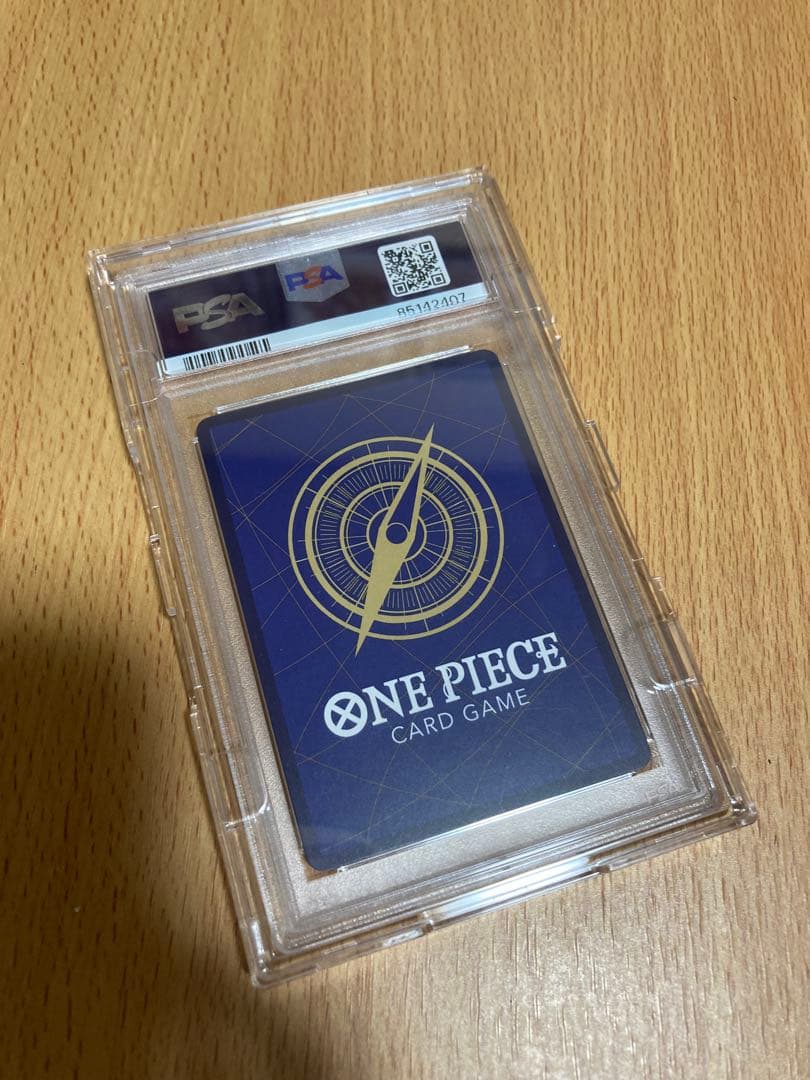 PSA
PSA
85142407
ONE PIECE
CARD GAME